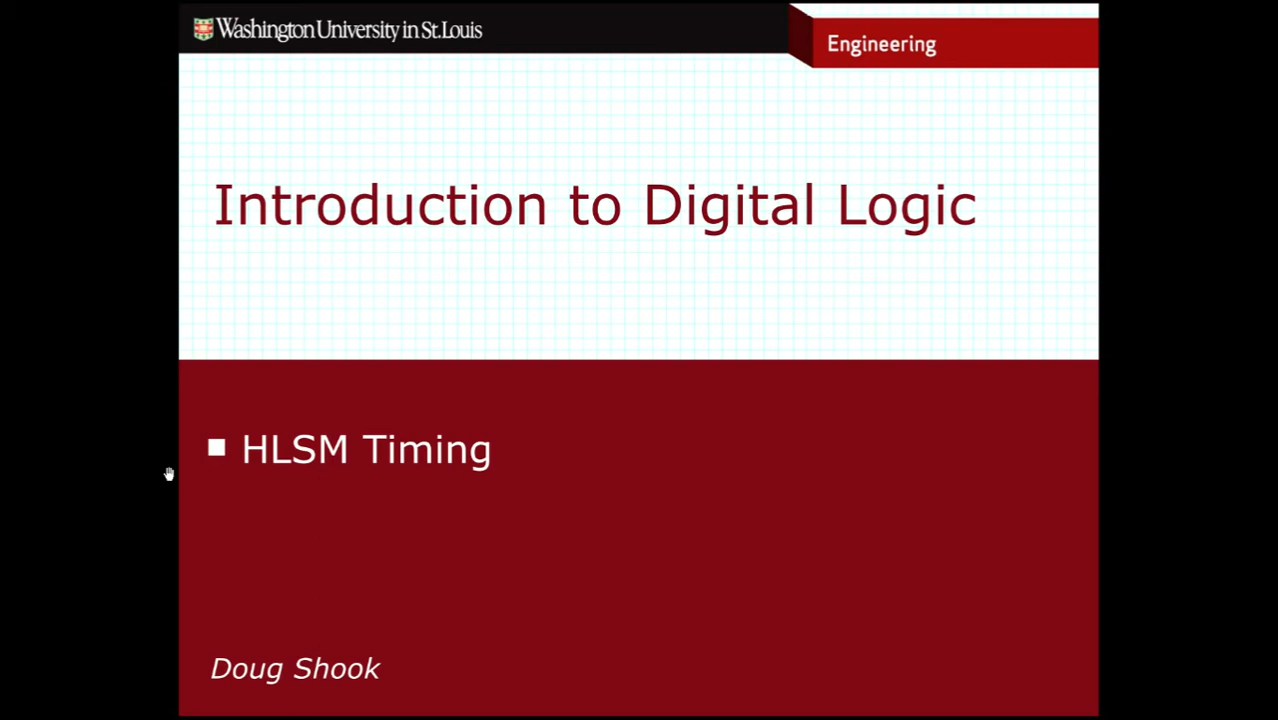 Washington University in St.Louis
Engineering
Introduction to Digital Logic
HLSM Timing
Doug Shook